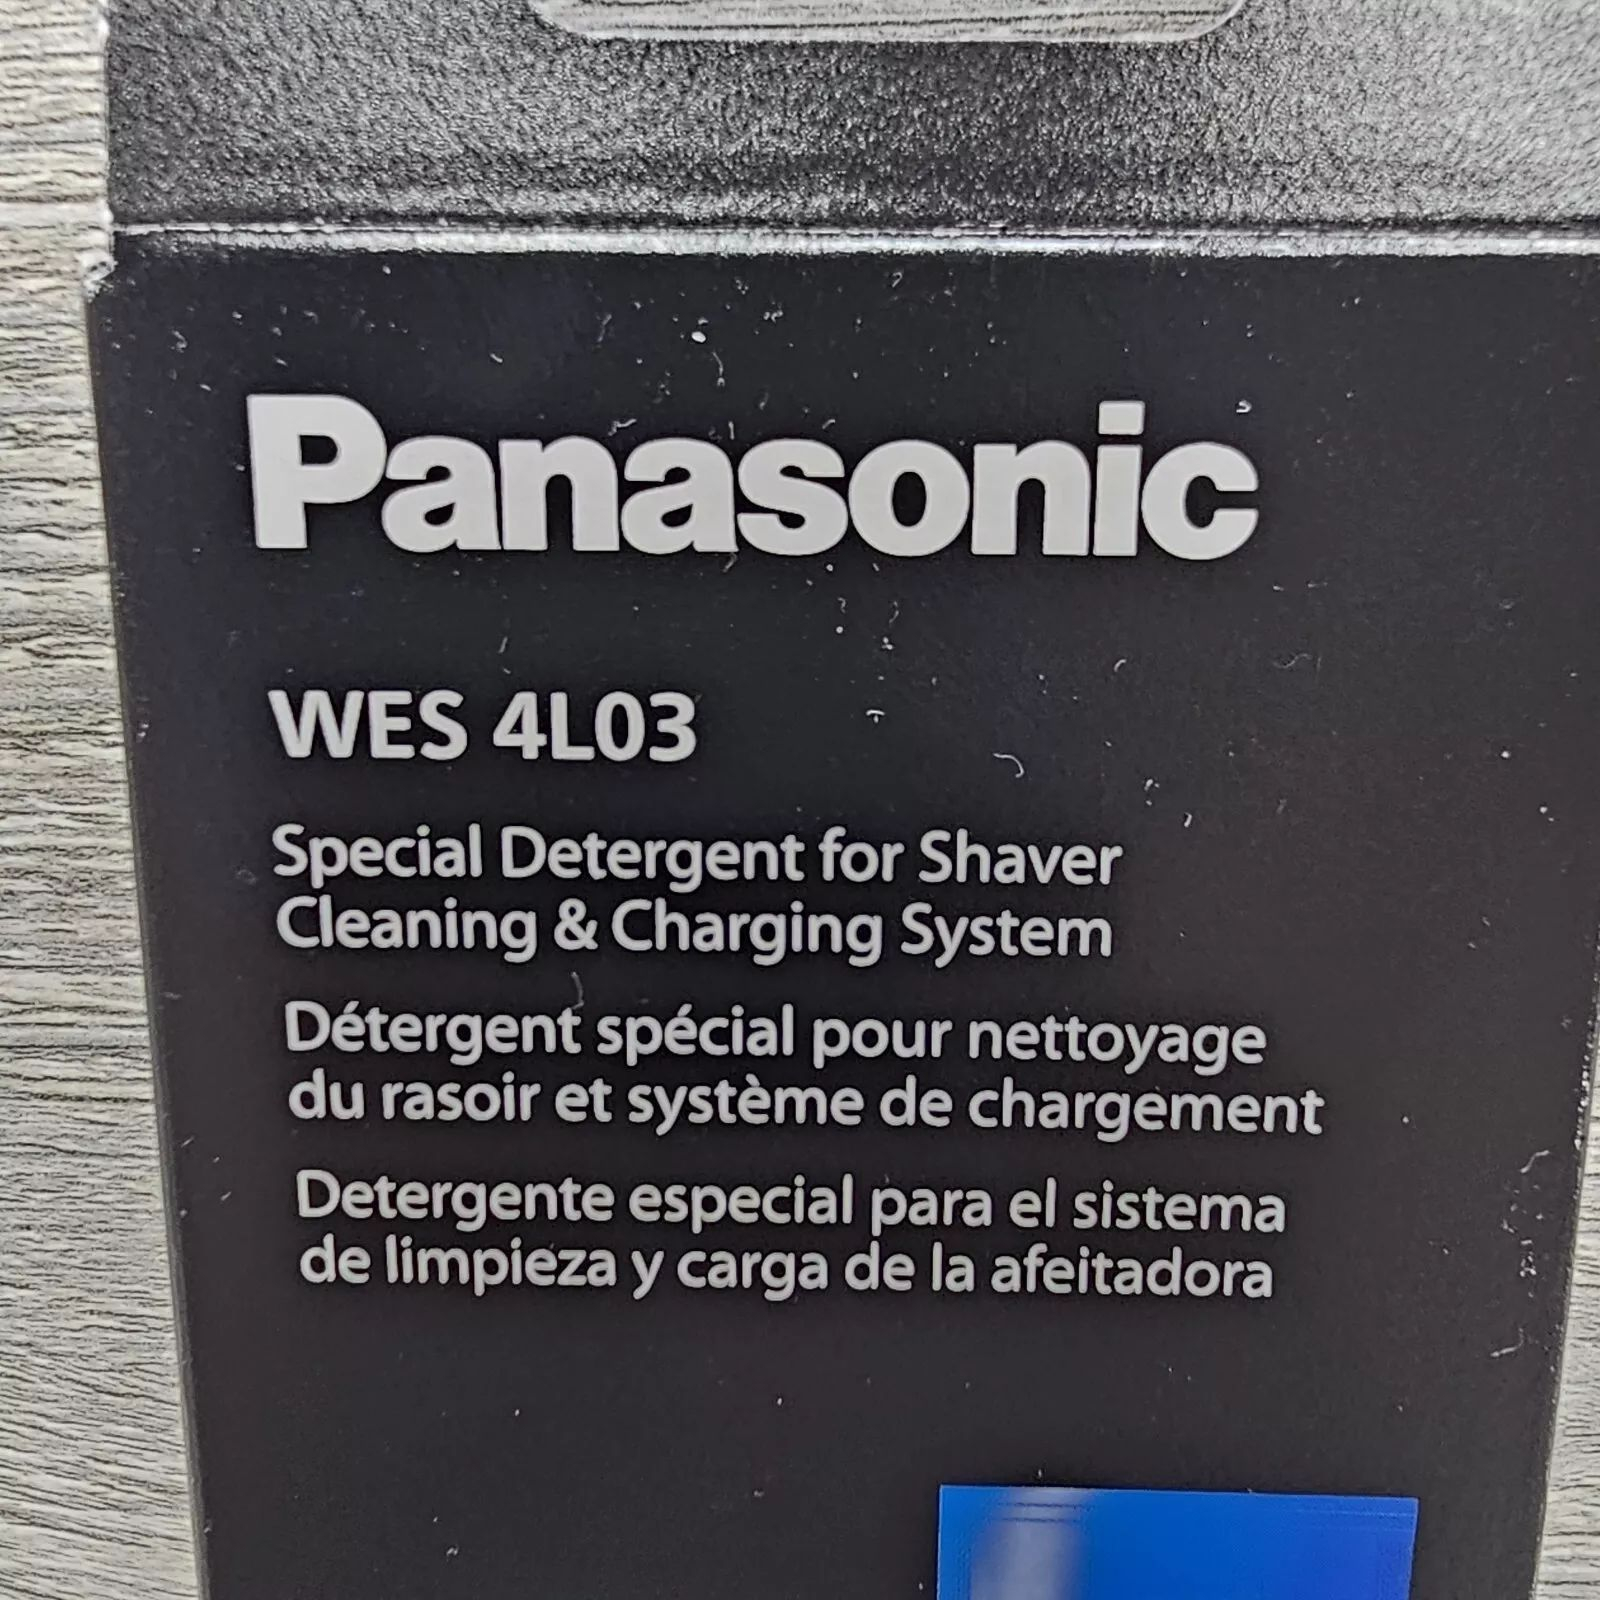 Panasonic
WES 4L03
Special Detergent for Shaver
Cleaning & Charging System
Détergent spécial pour nettoyage
du rasoir et système de chargement
Detergente especial para el sistema
de limpieza y carga de la afeitadora